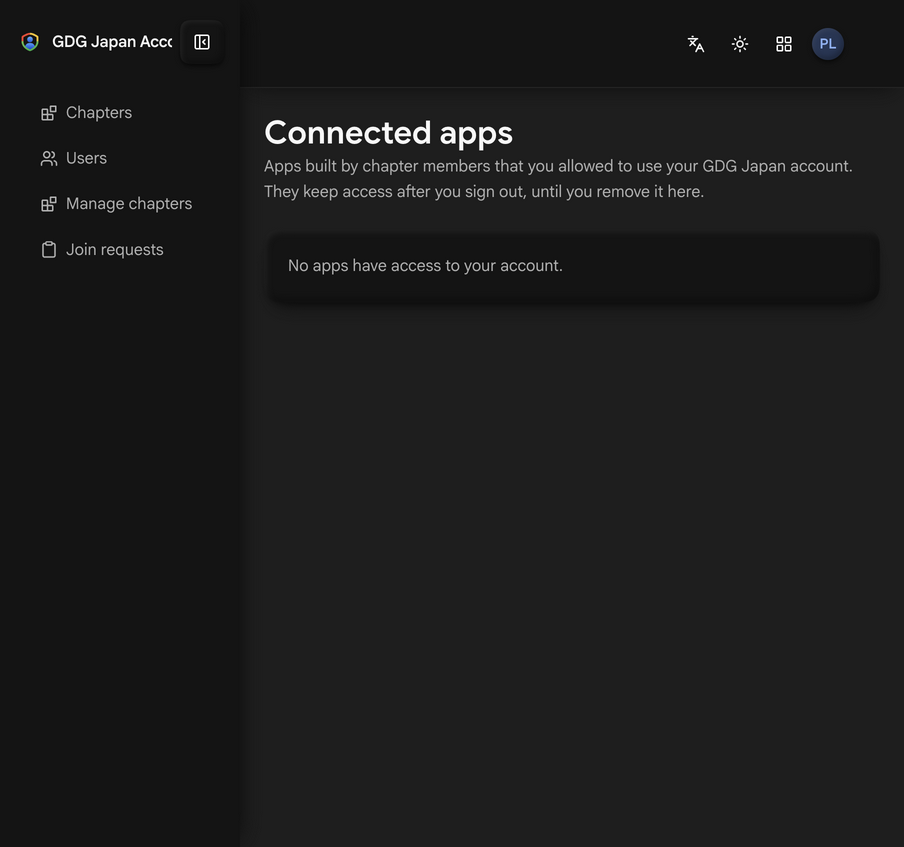 GDG Japan Acco
Chapters
Users
Manage chapters
Join requests
PL
Connected apps
Apps built by chapter members that you allowed to use your GDG Japan account.
They keep access after you sign out, until you remove it here.
No apps have access to your account.